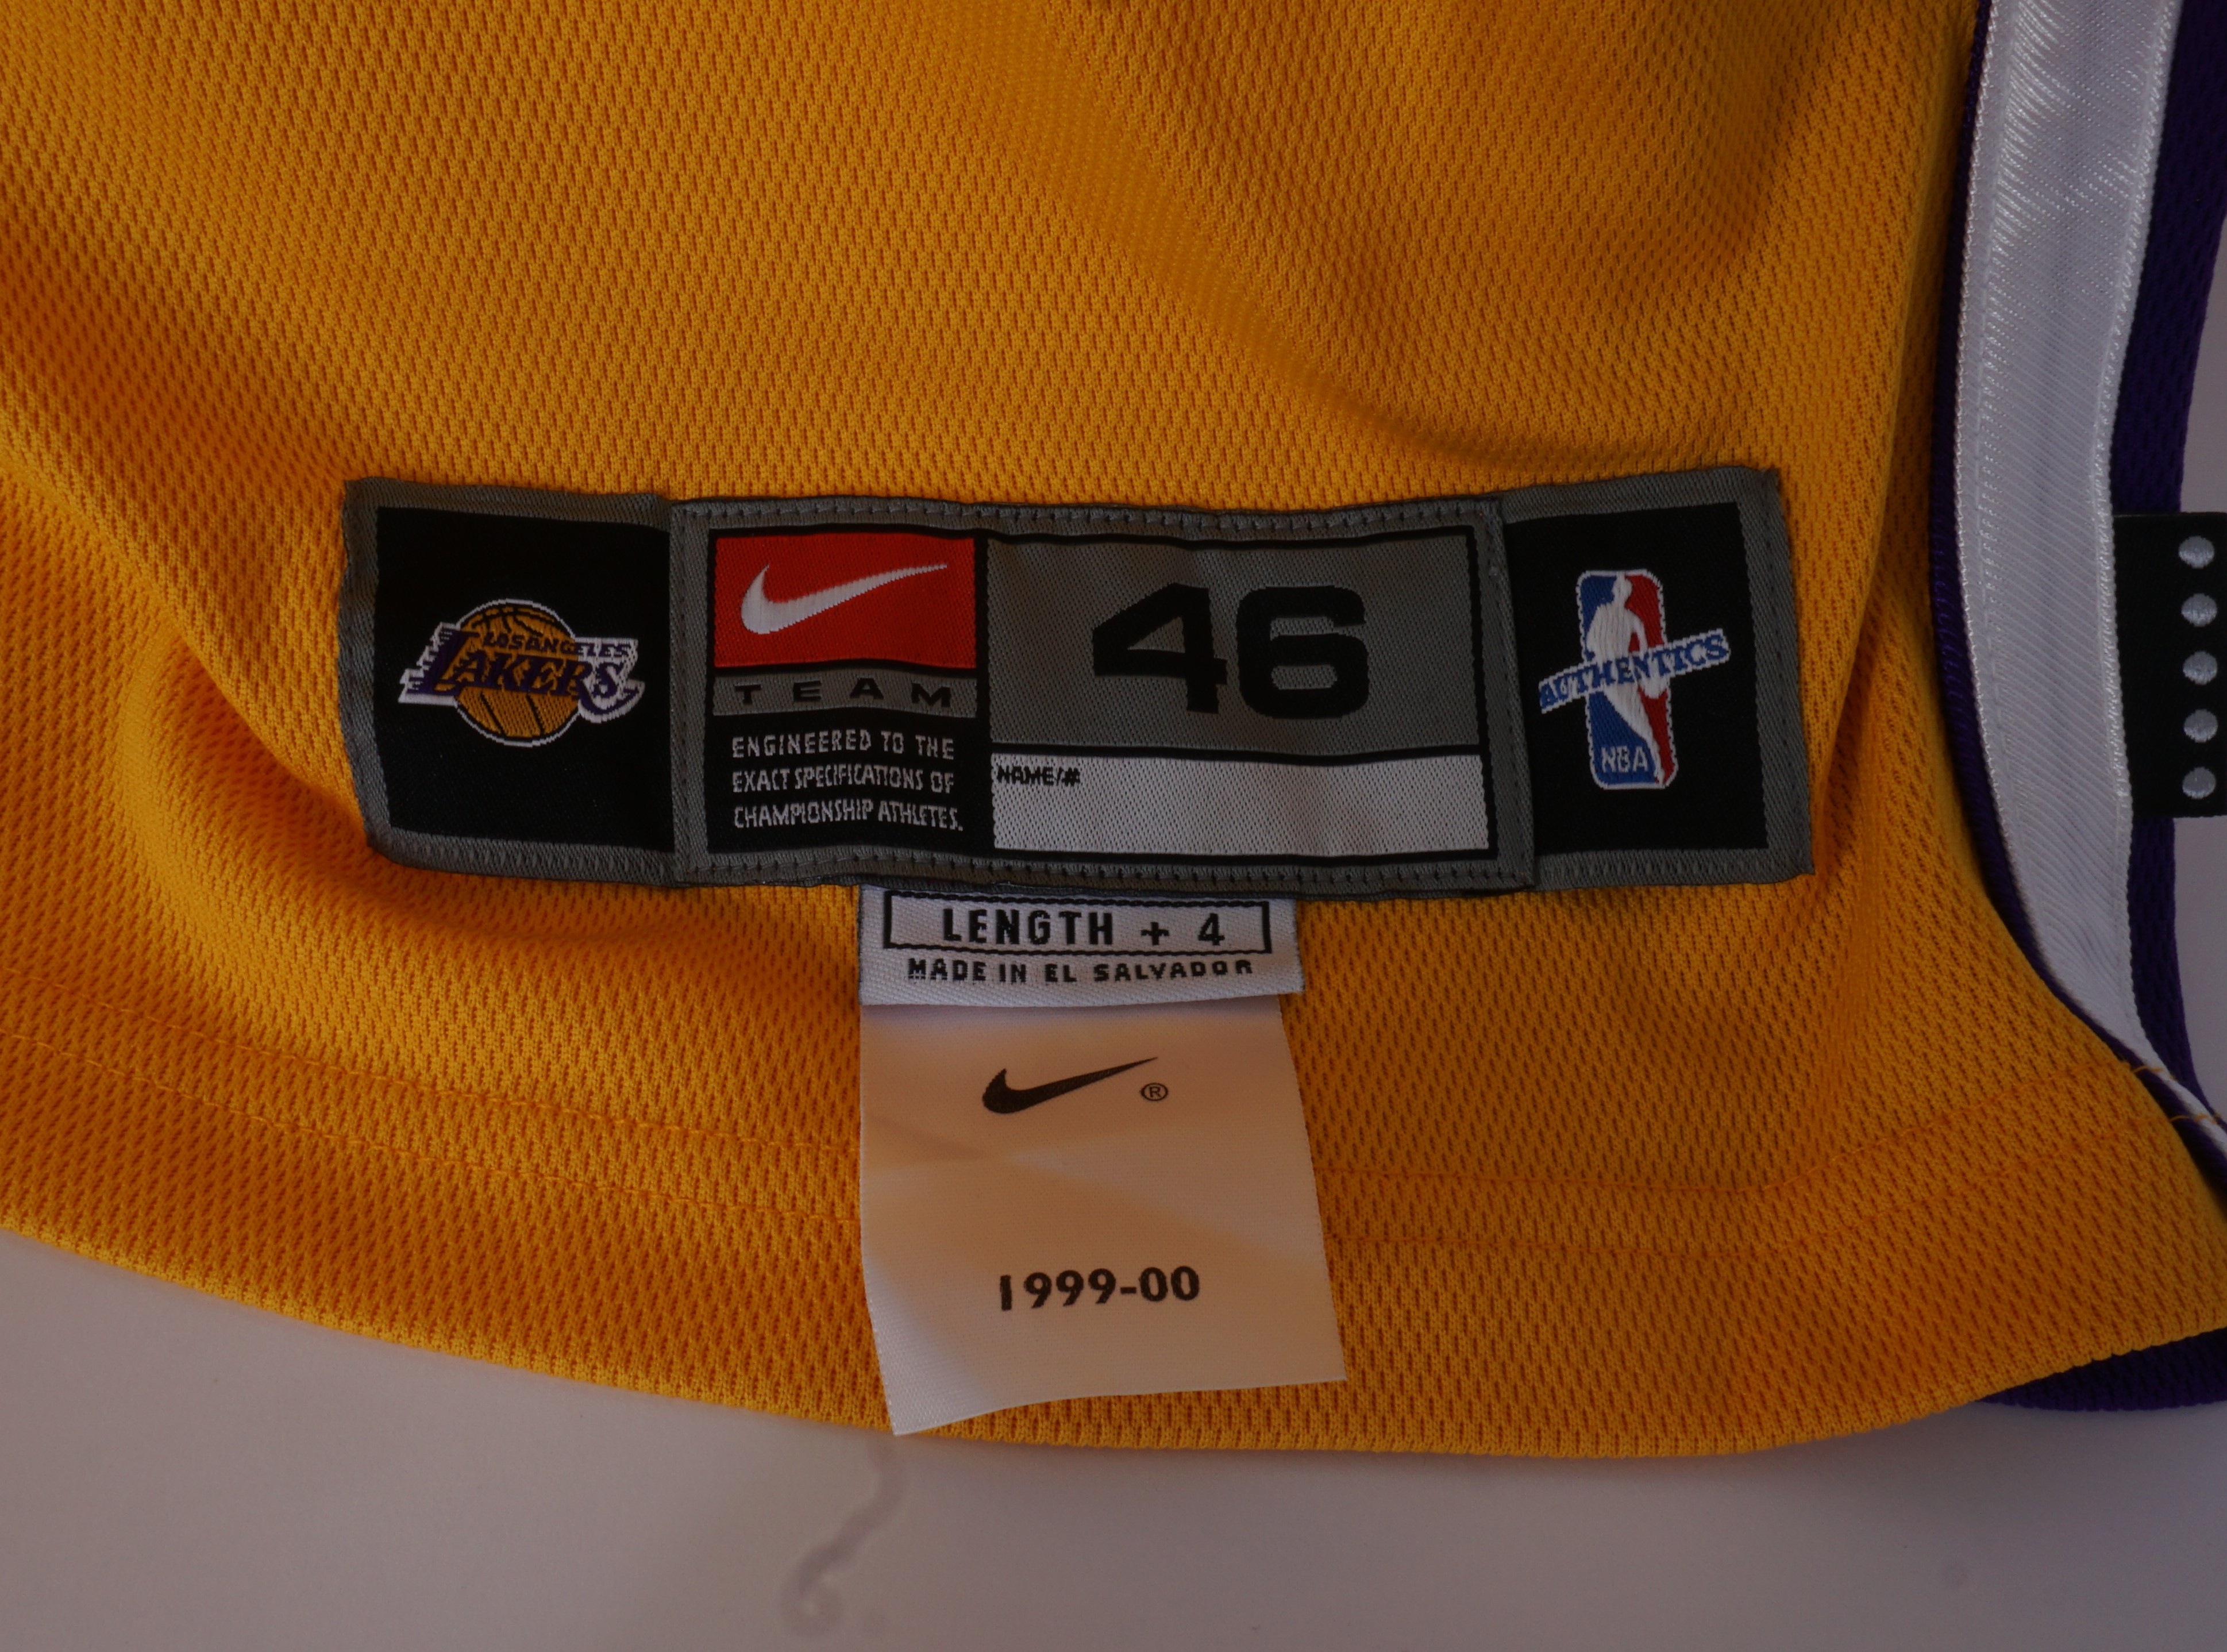 LOS ANGELES
LAKERS
TEAM
ENGINEERED TO THE
EXACT SPECIFICATIONS OF
CHAMPIONSHIP ATHLETES.
46
NAME/#
AUTHENTICS
NBA
LENGTH + 4
MADE IN EL SALVADOR
®
1999-00